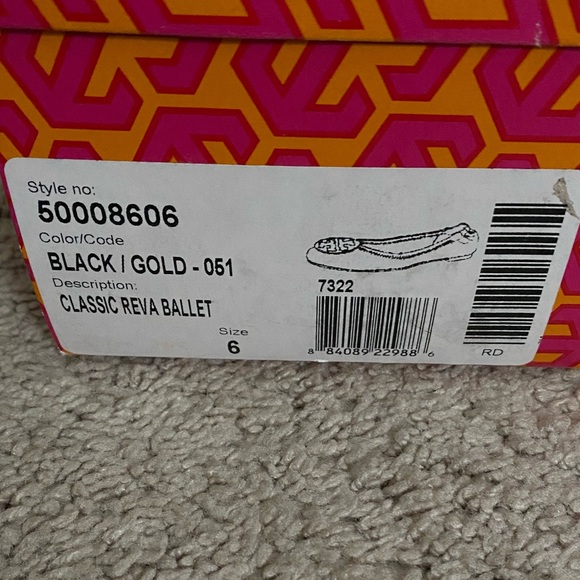 Style no:
50008606
Color/Code
BLACK / GOLD - 051
Description:
CLASSIC REVA BALLET
Size
6
7322
8 84089 22988 6
RD